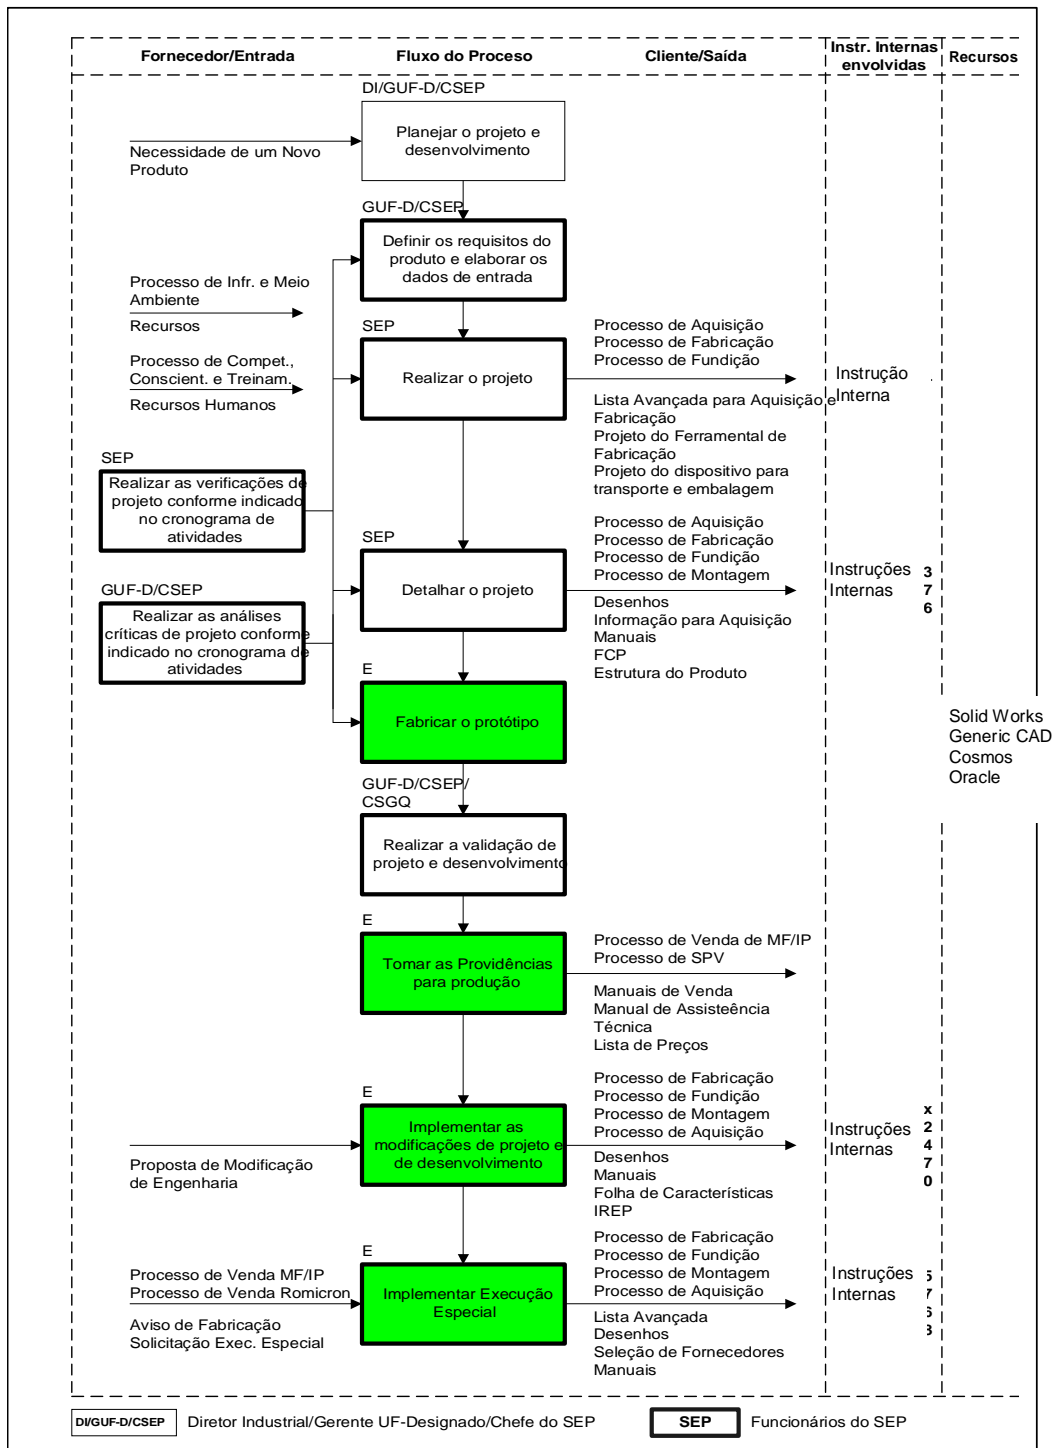 Fornecedor/Entrada
Fluxo do Processo
Cliente/Saída
Instr. Internas
envolvidas
Recursos
DI/GUF-D/CSEP
Planejar o projeto e
desenvolvimento
Necessidade de um Novo
Produto
GUF-D/CSEP
Definir os requisitos do
produto e elaborar os
dados de entrada
Processo de Infr. e Meio
Ambiente
Recursos
SEP
Realizar o projeto
Processo de Aquisição
Processo de Fabricação
Processo de Fundição
Lista Avançada para Aquisição e
Fabricação
Projeto do Ferramental de
Fabricação
Projeto do dispositivo para
transporte e embalagem
Instrução
Interna
Processo de Compet.,
Conscient. e Treinam.
Recursos Humanos
SEP
Realizar as verificações de
projeto conforme indicado
no cronograma de
atividades
SEP
Detalhar o projeto
Processo de Aquisição
Processo de Fabricação
Processo de Fundição
Processo de Montagem
Desenhos
Informação para Aquisição
Manuais
FCP
Estrutura do Produto
Instruções
Internas
3
7
6
GUF-D/CSEP
Realizar as análises
críticas de projeto conforme
indicado no cronograma de
atividades
E
Fabricar o protótipo
Solid Works
Generic CAD
Cosmos
Oracle
GUF-D/CSEP/
CSGQ
Realizar a validação de
projeto e desenvolvimento
E
Tomar as Providências
para produção
Processo de Venda de MF/IP
Processo de SPV
Manuais de Venda
Manual de Assisteência
Técnica
Lista de Preços
E
Implementar as
modificações de projeto e
de desenvolvimento
Proposta de Modificação
de Engenharia
Processo de Fabricação
Processo de Fundição
Processo de Montagem
Processo de Aquisição
Desenhos
Manuais
Folha de Características
IREP
Instruções
Internas
x
2
4
7
0
E
Implementar Execução
Especial
Processo de Venda MF/IP
Processo de Venda Romicron
Aviso de Fabricação
Solicitação Exec. Especial
Processo de Fabricação
Processo de Fundição
Processo de Montagem
Processo de Aquisição
Lista Avançada
Desenhos
Seleção de Fornecedores
Manuais
Instruções
Internas
7
DI/GUF-D/CSEP
Diretor Industrial/Gerente UF-Designado/Chefe do SEP
SEP
Funcionários do SEP